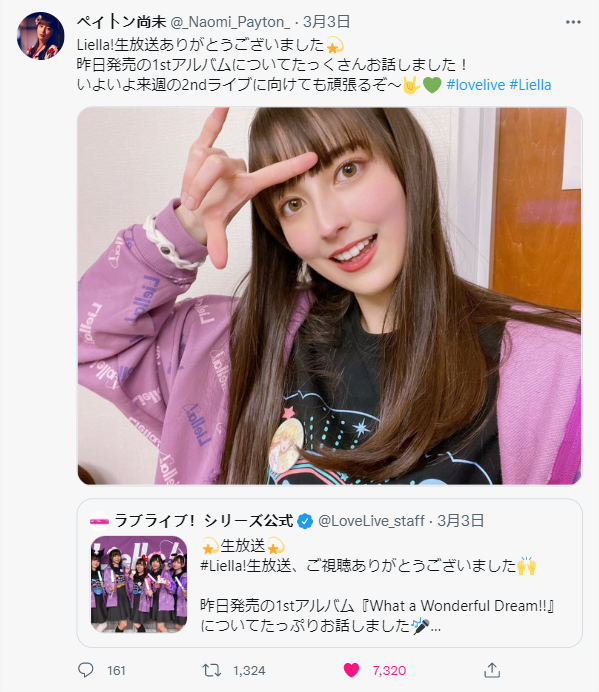 ペイトン尚未 @_Naomi_Payton_ · 3月3日
Liella!生放送ありがとうございました💫
昨日発売の1stアルバムについてたっくさんお話しました！
いよいよ来週の2ndライブに向けても頑張るぞ〜🤟💚 #lovelive #Liella
Liella!
Liella!
Liella!
ラブライブ！シリーズ公式 @LoveLive_staff · 3月3日
💫生放送💫
#Liella!生放送、ご視聴ありがとうございました🙌
昨日発売の1stアルバム『What a Wonderful Dream!!』
についてたっぷりお話しました🎤...
161
1,324
7,320